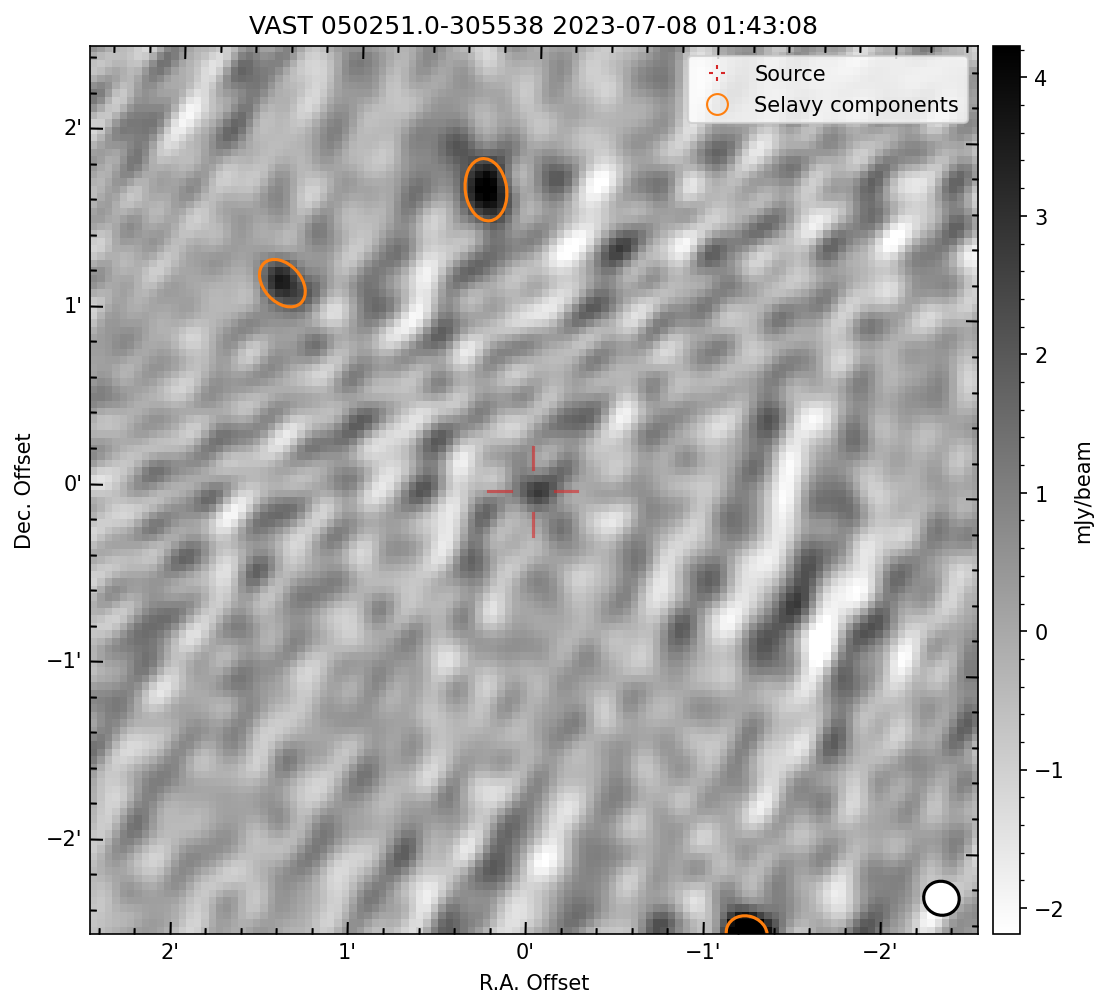 VAST 050251.0-305538 2023-07-08 01:43:08
Source
Selavy components
2'
1'
0'
−1'
−2'
Dec. Offset
2'
1'
0'
−1'
−2'
R.A. Offset
4
3
2
1
0
−1
−2
mJy/beam